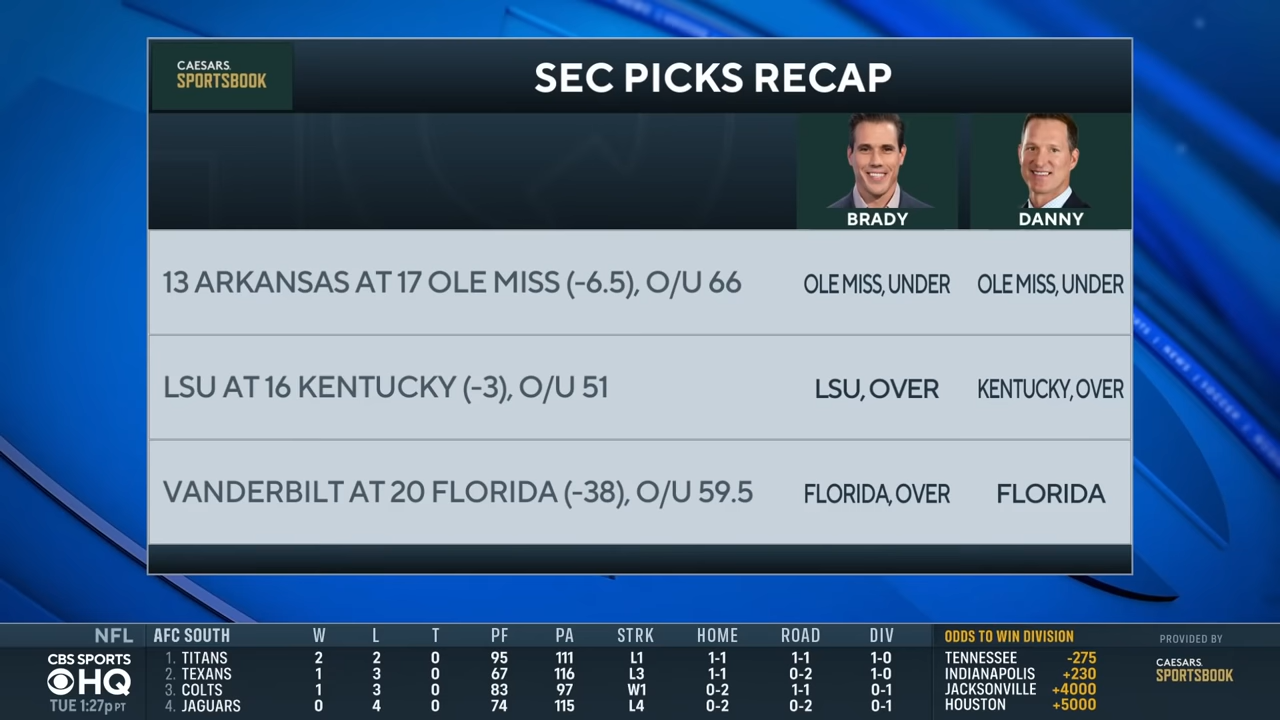 CAESARS
SPORTSBOOK
SEC PICKS RECAP
BRADY DANNY
13 ARKANSAS AT 17 OLE MISS (-6.5), O/U 66 OLE MISS, UNDER OLE MISS, UNDER
LSU AT 16 KENTUCKY (-3), O/U 51 LSU, OVER KENTUCKY, OVER
VANDERBILT AT 20 FLORIDA (-38), O/U 59.5 FLORIDA, OVER FLORIDA
NFL AFC SOUTH W L T PF PA STRK HOME ROAD DIV
1. TITANS 2 2 0 95 111 L1 1-1 1-1 1-0
2. TEXANS 1 3 0 67 116 L3 1-1 0-2 1-0
3. COLTS 1 3 0 83 97 W1 0-2 1-1 0-1
4. JAGUARS 0 4 0 74 115 L4 0-2 0-2 0-1
CBS SPORTS
HQ
TUE 1:27p PT
ODDS TO WIN DIVISION
TENNESSEE -275
INDIANAPOLIS +230
JACKSONVILLE +4000
HOUSTON +5000
PROVIDED BY
CAESARS
SPORTSBOOK